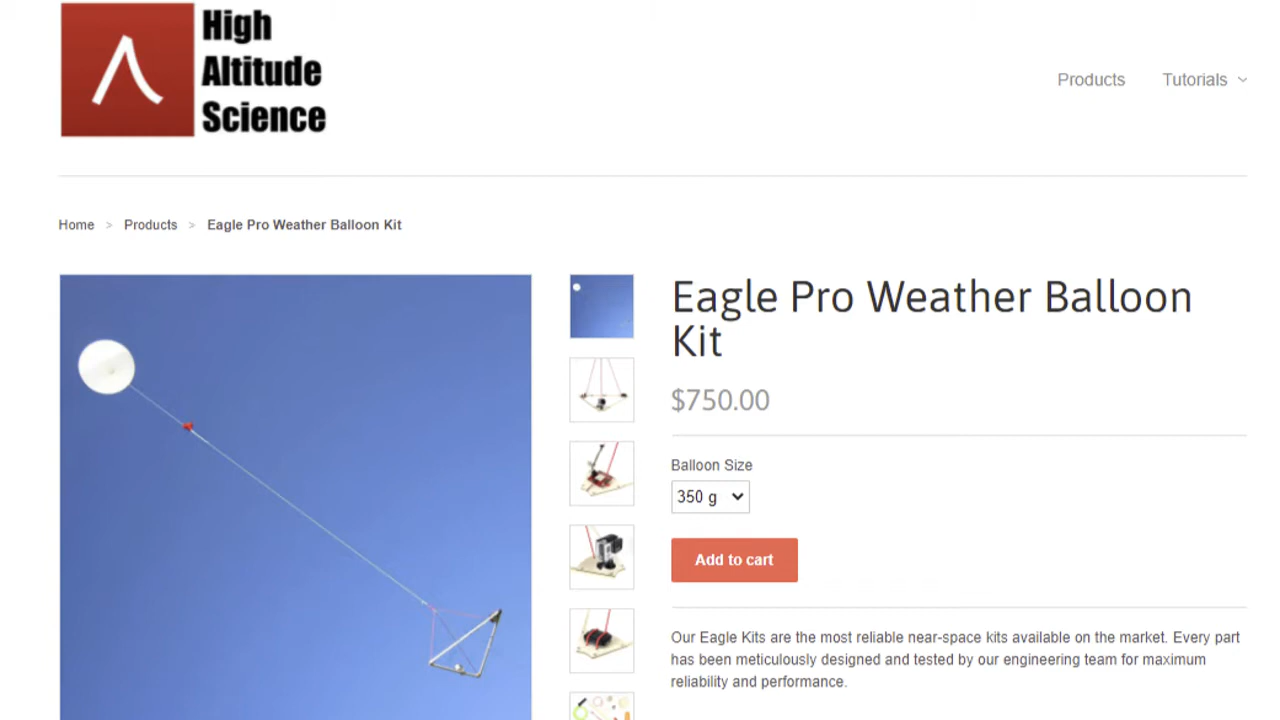 High
Altitude
Science
Products
Tutorials
Home > Products > Eagle Pro Weather Balloon Kit
Eagle Pro Weather Balloon
Kit
$750.00
Balloon Size
350 g
Add to cart
Our Eagle Kits are the most reliable near-space kits available on the market. Every part
has been meticulously designed and tested by our engineering team for maximum
reliability and performance.